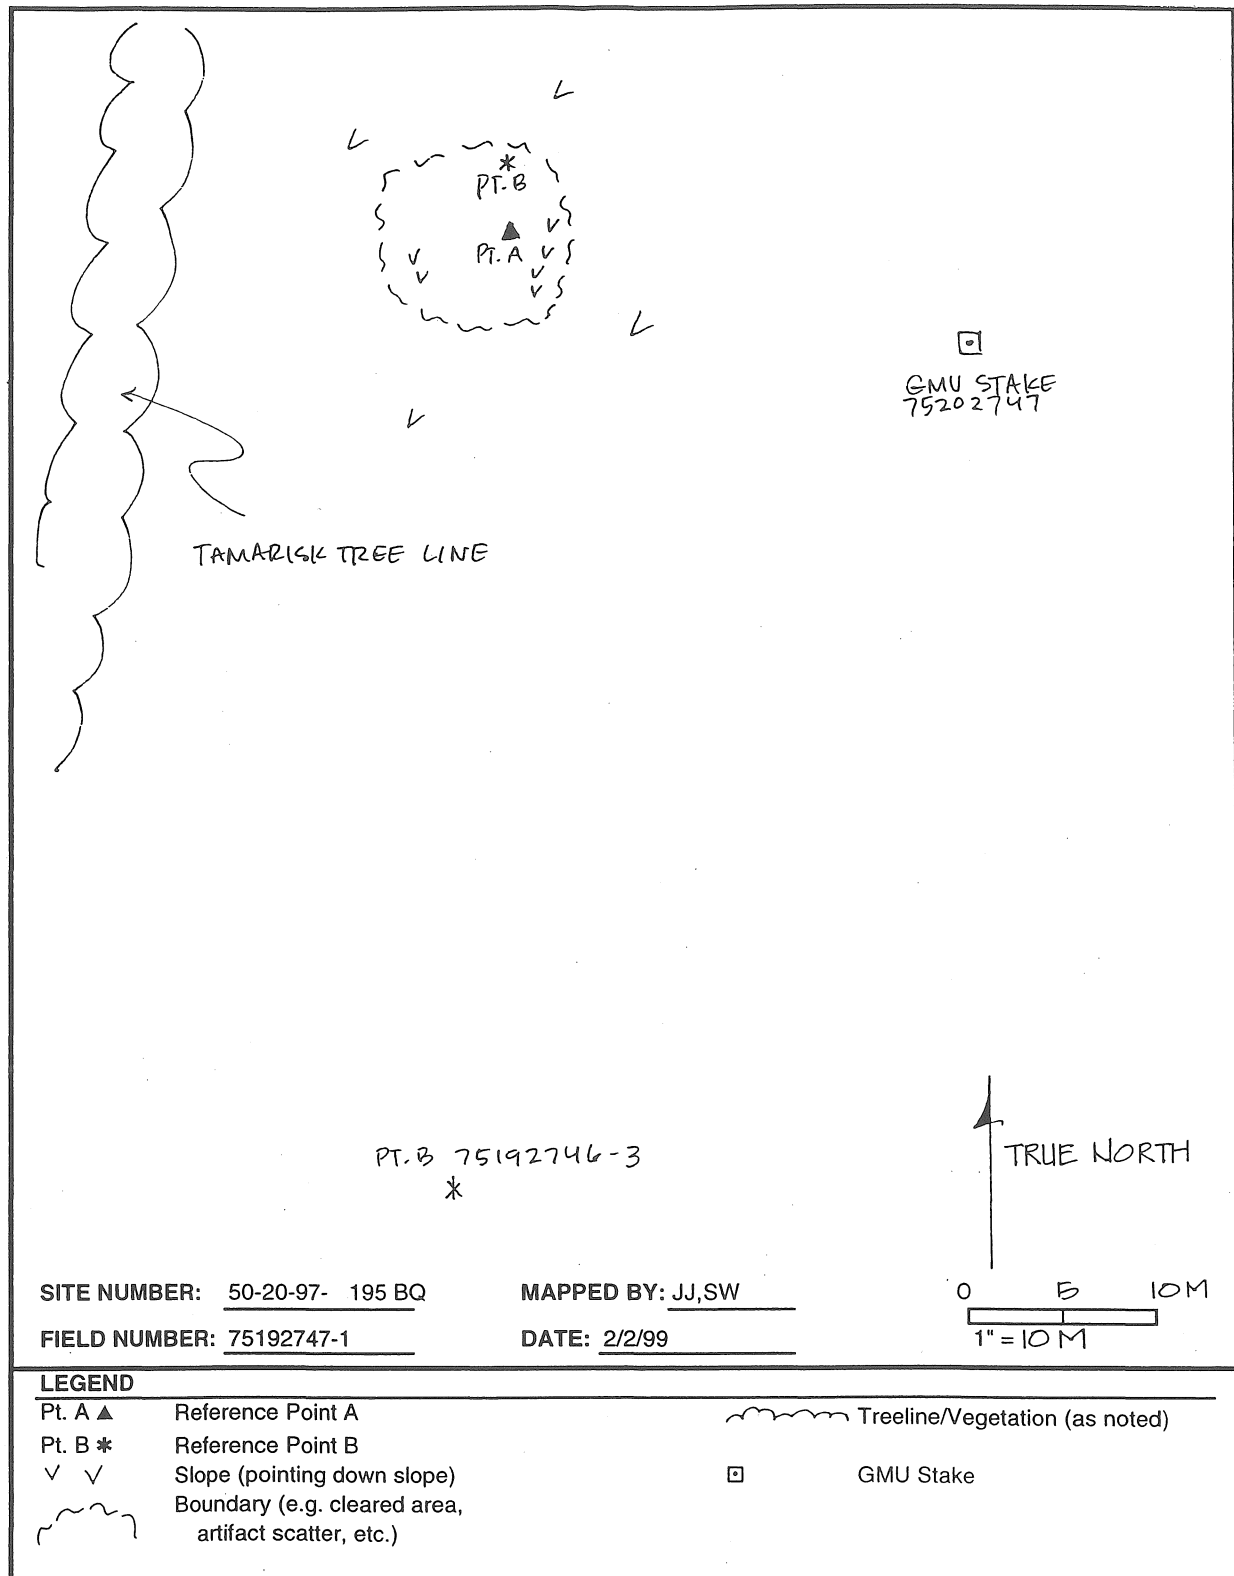 PT. B
PT. A
GMU STAKE
75202747
TAMARISK TREE LINE
PT. B 75192746-3
TRUE NORTH
SITE NUMBER: 50-20-97- 195 BQ
MAPPED BY: JJ,SW
0 5 10 M
FIELD NUMBER: 75192747-1
DATE: 2/2/99
1" = 10 M
LEGEND
Pt. A Reference Point A
Treeline/Vegetation (as noted)
Pt. B Reference Point B
Slope (pointing down slope)
GMU Stake
Boundary (e.g. cleared area,
artifact scatter, etc.)